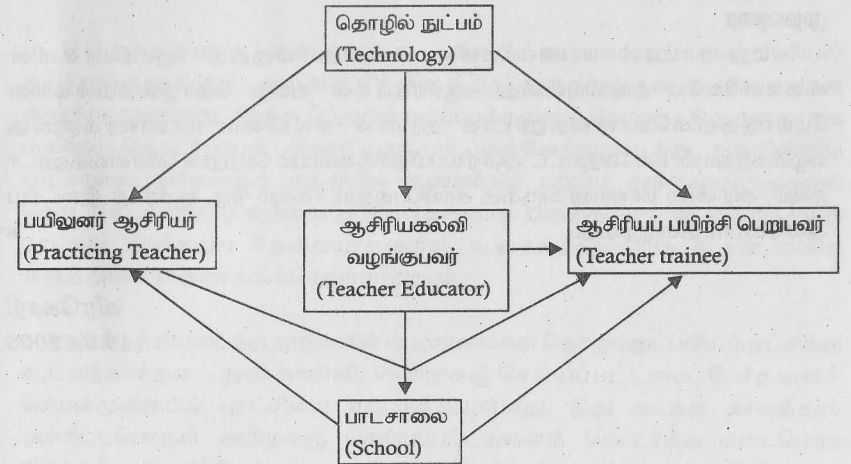 தொழில் நுட்பம்
(Technology)
பயிலுனர் ஆசிரியர்
(Practicing Teacher)
ஆசிரியகல்வி
வழங்குபவர்
(Teacher Educator)
ஆசிரியப் பயிற்சி பெறுபவர்
(Teacher trainee)
பாடசாலை
(School)